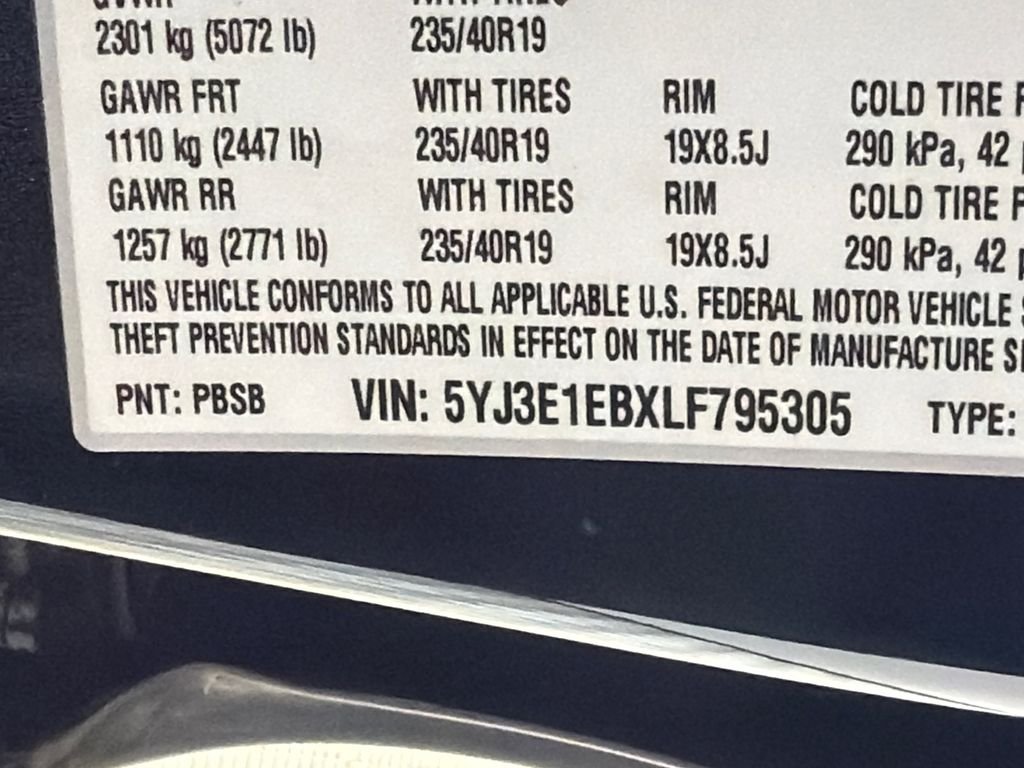 2301 kg (5072 lb) 235/40R19
GAWR FRT WITH TIRES RIM COLD TIRE
1110 kg (2447 lb) 235/40R19 19X8.5J 290 kPa, 42
GAWR RR WITH TIRES RIM COLD TIRE
1257 kg (2771 lb) 235/40R19 19X8.5J 290 kPa, 42
THIS VEHICLE CONFORMS TO ALL APPLICABLE U.S. FEDERAL MOTOR VEHICLE
THEFT PREVENTION STANDARDS IN EFFECT ON THE DATE OF MANUFACTURE
PNT: PBSB VIN: 5YJ3E1EBXLF795305 TYPE: